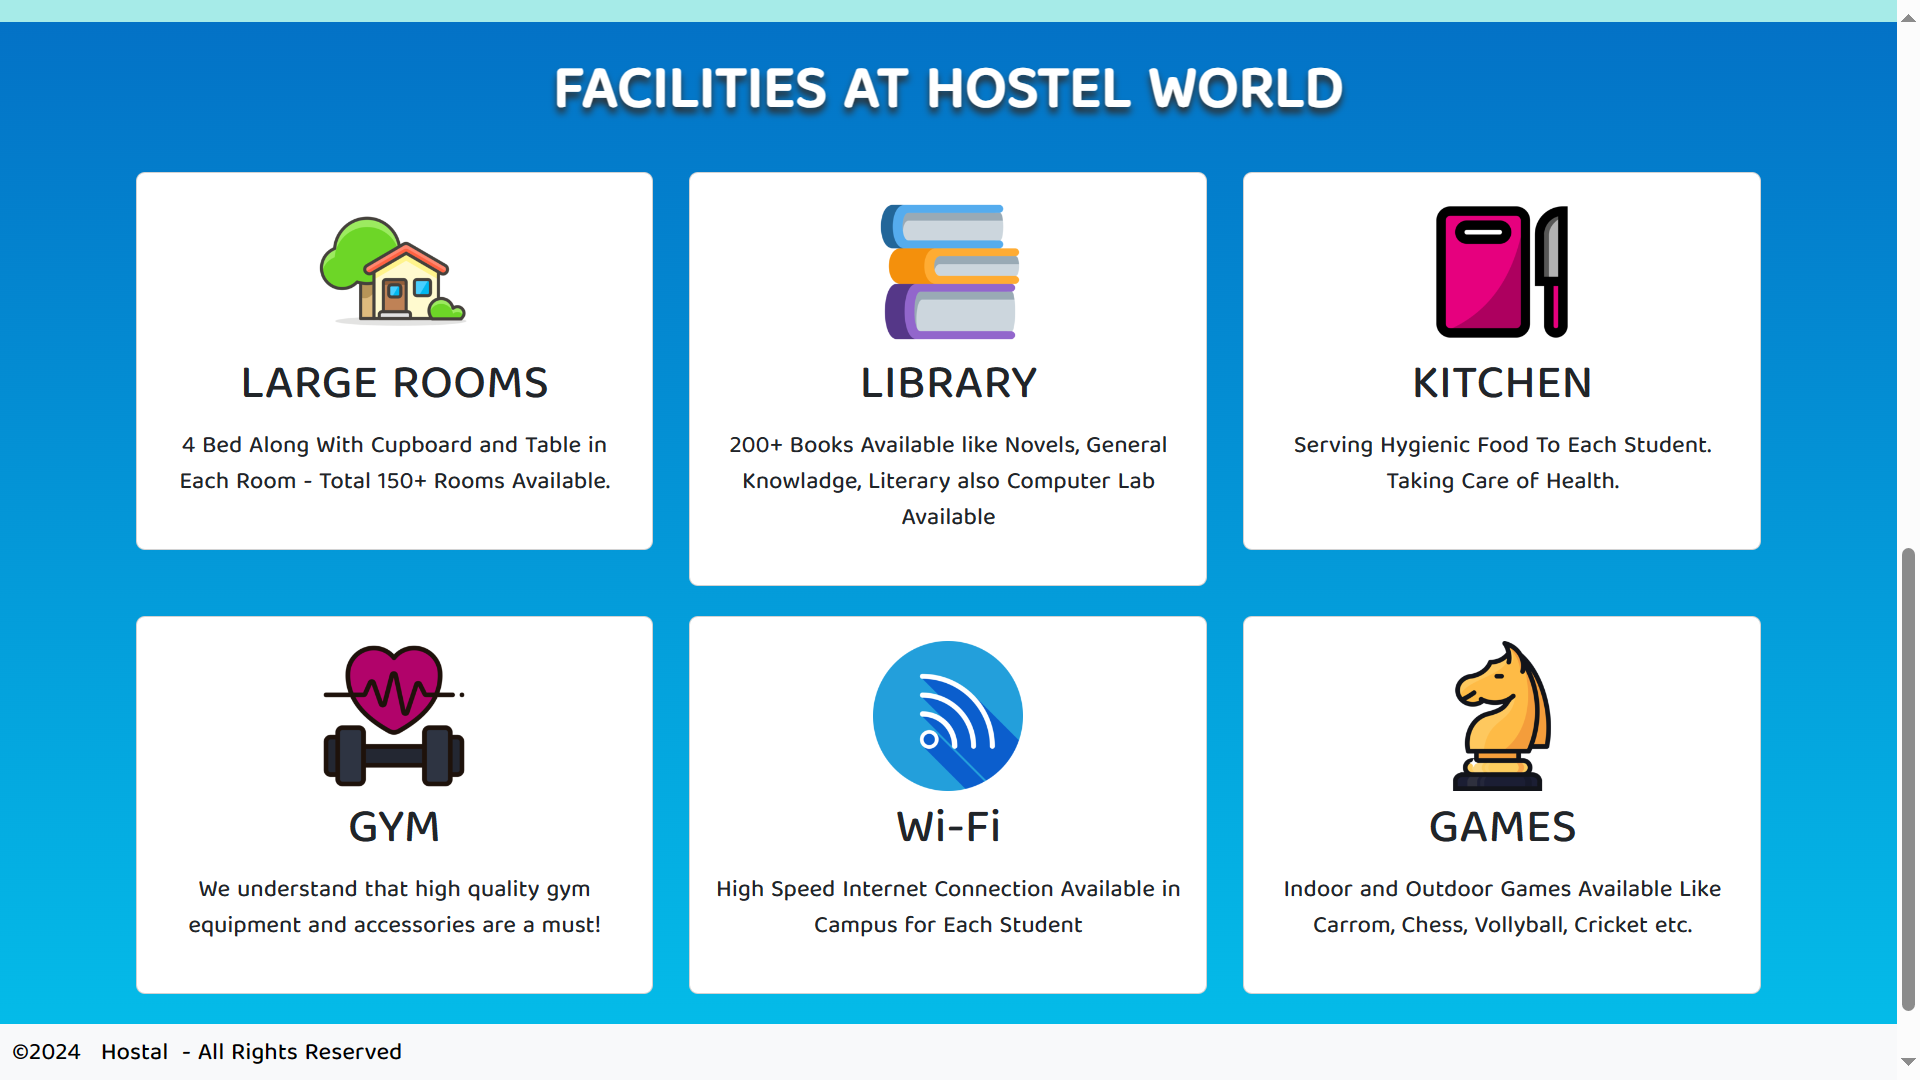 FACILITIES AT HOSTEL WORLD
LARGE ROOMS
4 Bed Along With Cupboard and Table in
Each Room - Total 150+ Rooms Available.
LIBRARY
200+ Books Available like Novels, General
Knowladge, Literary also Computer Lab
Available
KITCHEN
Serving Hygienic Food To Each Student.
Taking Care of Health.
GYM
We understand that high quality gym
equipment and accessories are a must!
Wi-Fi
High Speed Internet Connection Available in
Campus for Each Student
GAMES
Indoor and Outdoor Games Available Like
Carrom, Chess, Vollyball, Cricket etc.
©2024 Hostal - All Rights Reserved